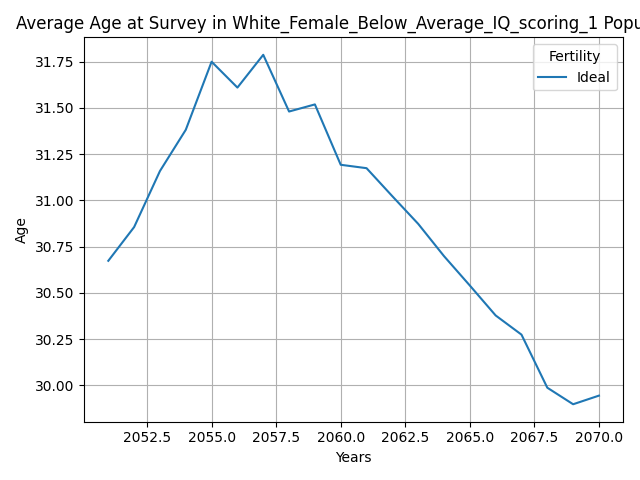 Average Age at Survey in White_Female_Below_Average_IQ_scoring_1 Popu
Fertility
Ideal
31.75
31.50
31.25
31.00
30.75
30.50
30.25
30.00
Age
2052.5 2055.0 2057.5 2060.0 2062.5 2065.0 2067.5 2070.0
Years